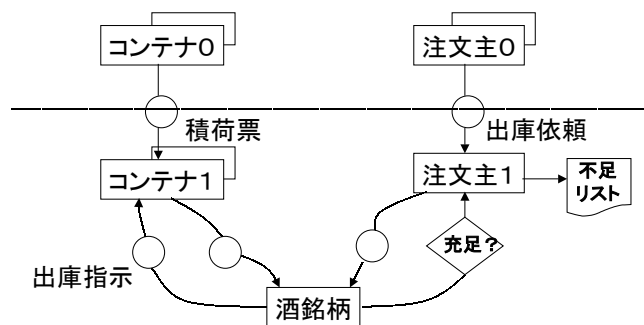 コンテナ0
注文主0
積荷票
出庫依頼
コンテナ1
注文主1
不足
リスト
充足?
出庫指示
酒銘柄